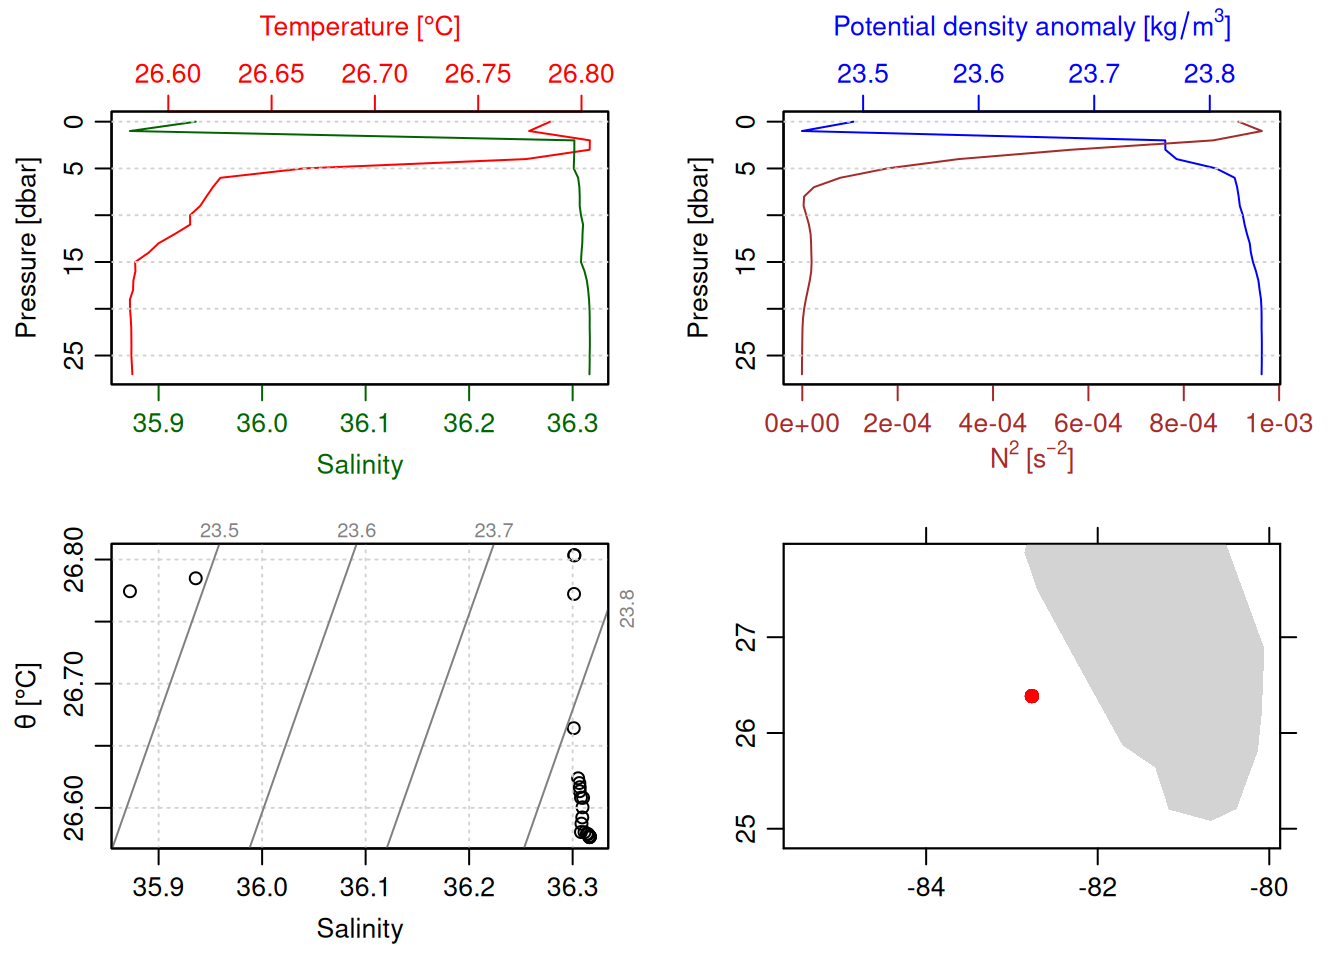 Temperature [°C]
26.60 26.65 26.70 26.75 26.80
Pressure [dbar]
0
5
15
25
35.9 36.0 36.1 36.2 36.3
Salinity
Potential density anomaly [kg/m³]
23.5 23.6 23.7 23.8
Pressure [dbar]
0
5
15
25
0e+00 2e-04 4e-04 6e-04 8e-04 1e-03
N² [s⁻²]
23.5 23.6 23.7
23.8
θ [°C]
26.80
26.70
26.60
35.9 36.0 36.1 36.2 36.3
Salinity
27
26
25
-84 -82 -80